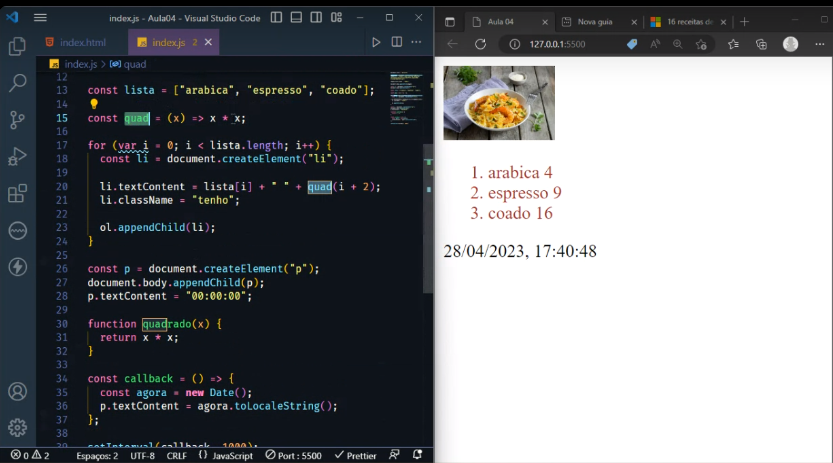 index.js - Aula04 - Visual Studio Code
index.html
index.js 2
index.js > quad
12
13 const lista = ["arabica", "espresso", "coado"];
14
15 const quad = (x) => x * x;
16
17 for (var i = 0; i < lista.length; i++) {
18 const li = document.createElement("li");
19
20 li.textContent = lista[i] + " " + quad(i + 2);
21 li.className = "tenho";
22
23 ol.appendChild(li);
24 }
25
26 const p = document.createElement("p");
27 document.body.appendChild(p);
28 p.textContent = "00:00:00";
29
30 function quadrado(x) {
31 return x * x;
32 }
33
34 const callback = () => {
35 const agora = new Date();
36 p.textContent = agora.toLocaleString();
37 };
38
setInterval(callback, 1000);
0 2 Espaços: 2 UTF-8 CRLF {} JavaScript Port : 5500 Prettier
Aula 04
Nova guia
16 receitas de
127.0.0.1:5500
1. arabica 4
2. espresso 9
3. coado 16
28/04/2023, 17:40:48